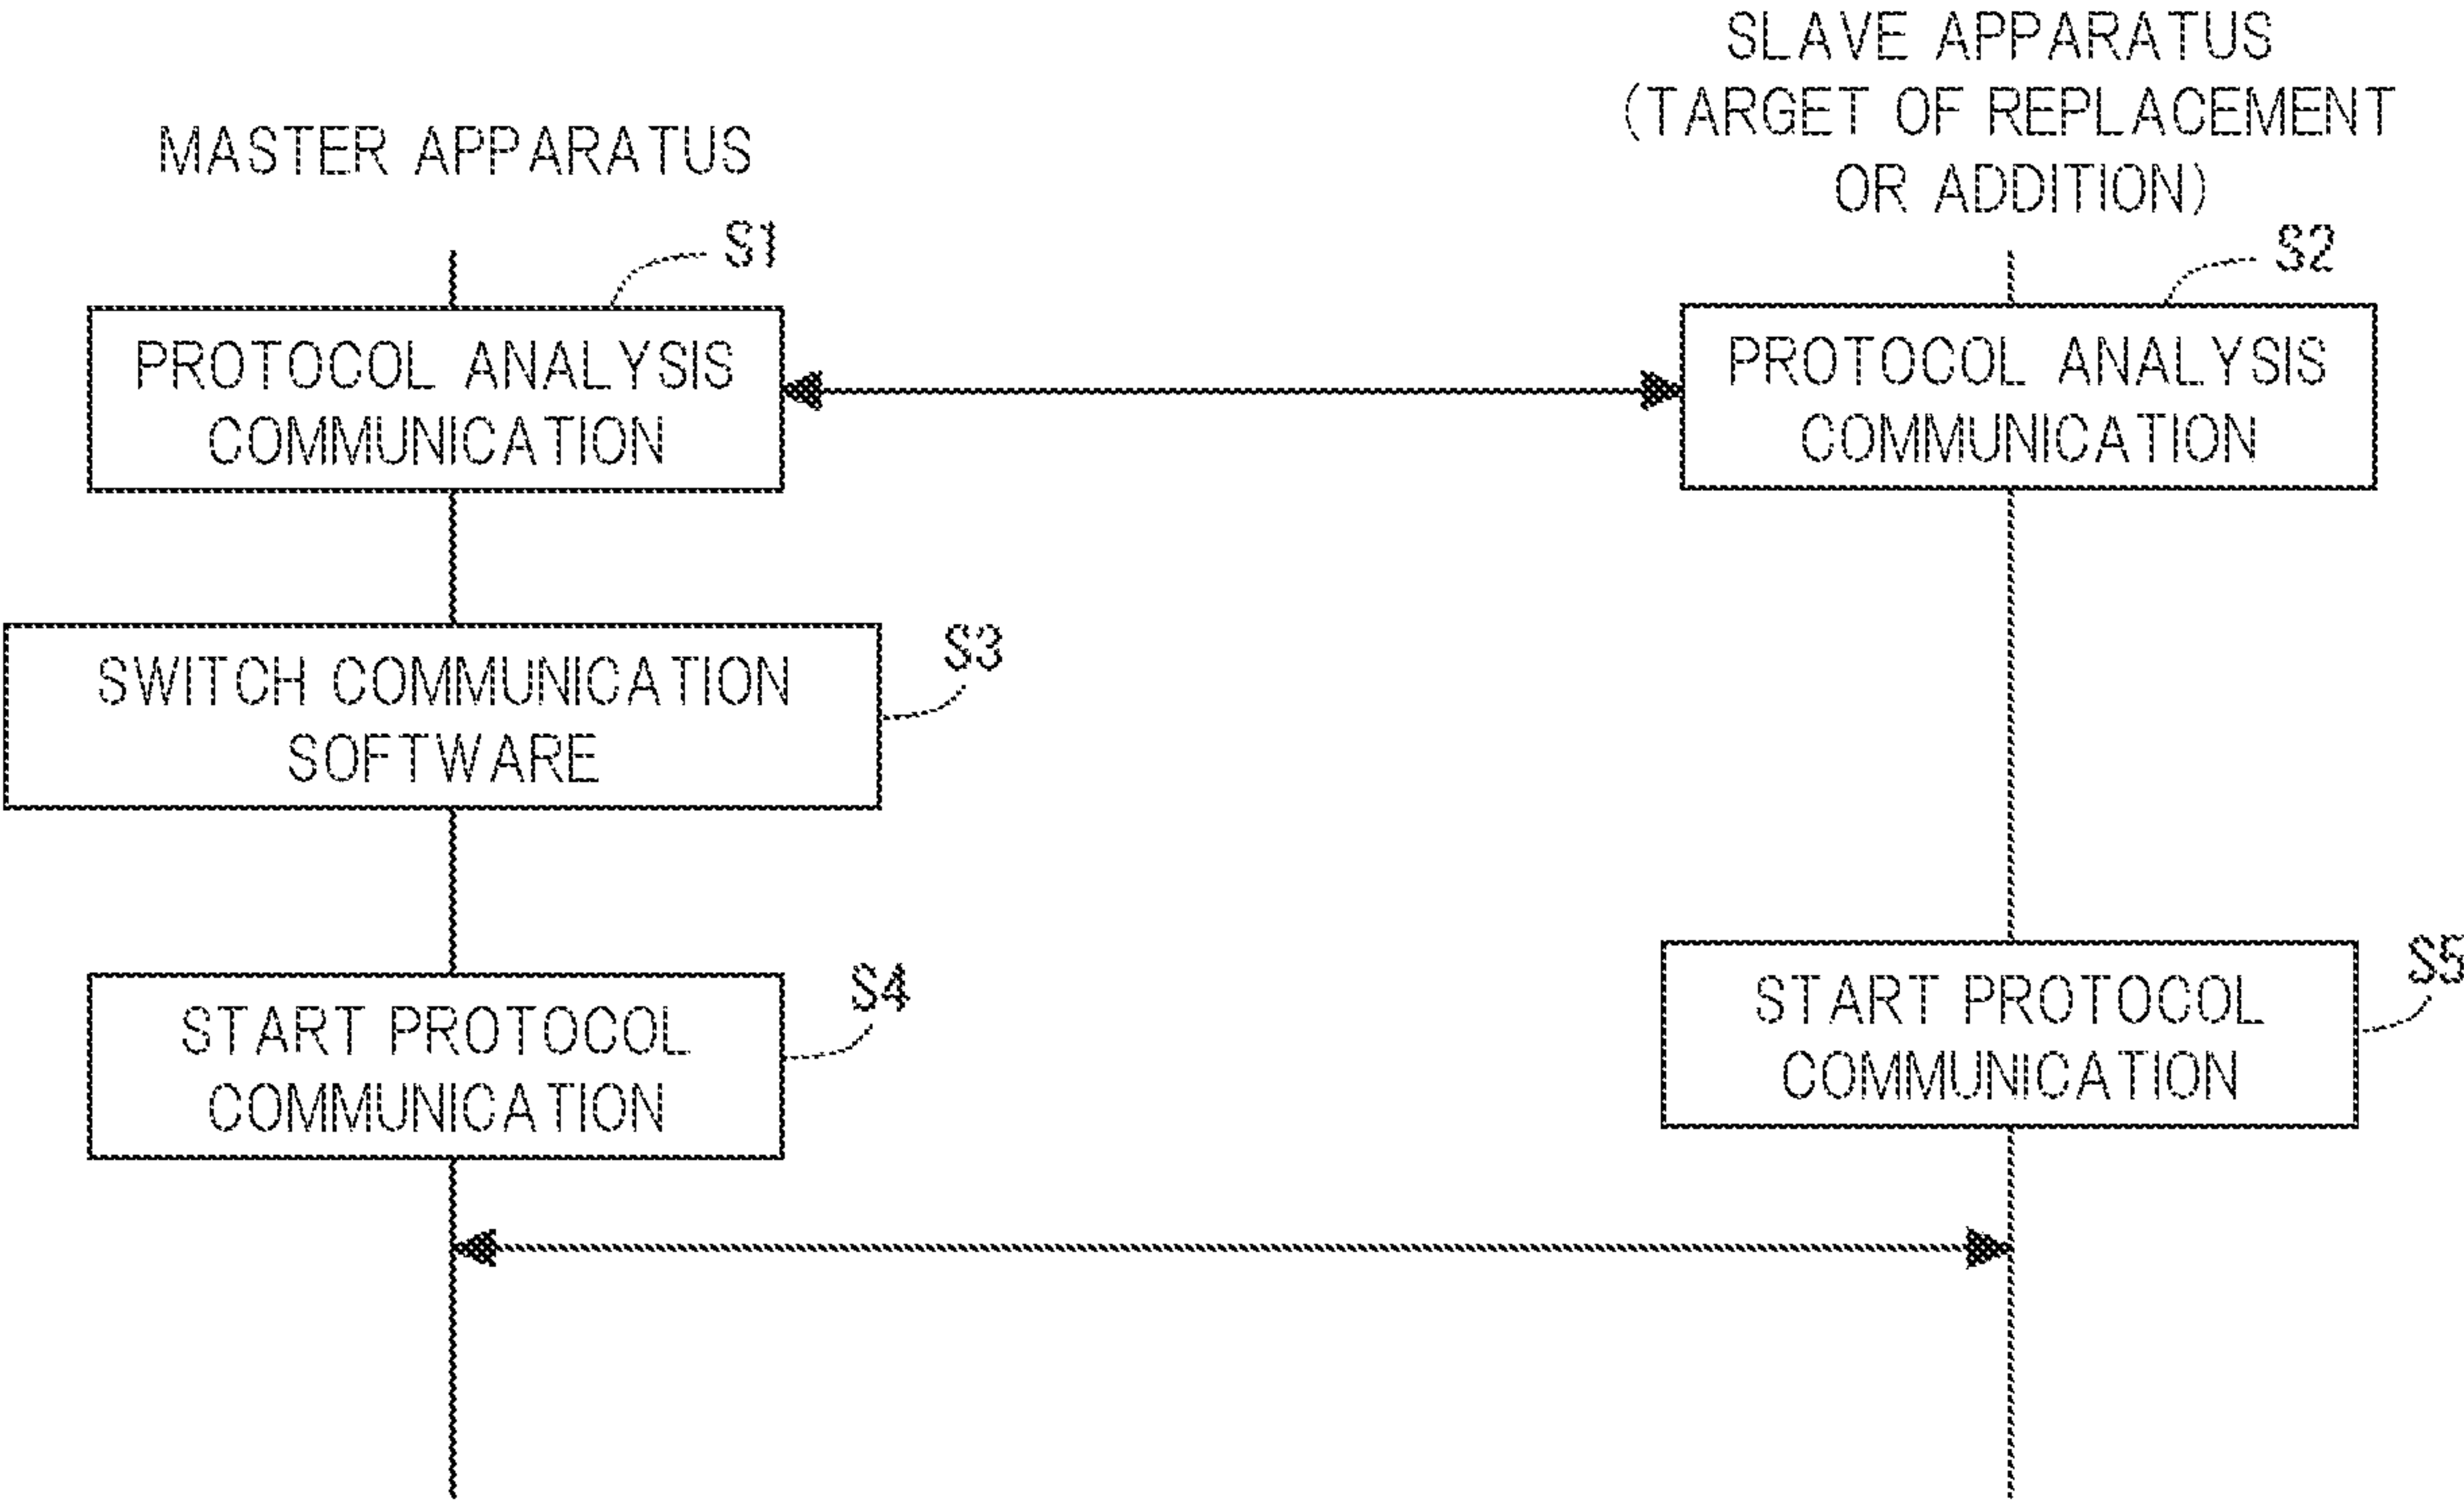 SLAVE APPARATUS
(TARGET OF REPLACEMENT
OR ADDITION)
MASTER APPARATUS
S1
S2
PROTOCOL ANALYSIS
COMMUNICATION
PROTOCOL ANALYSIS
COMMUNICATION
S3
SWITCH COMMUNICATION
SOFTWARE
S4
START PROTOCOL
COMMUNICATION
S5
START PROTOCOL
COMMUNICATION